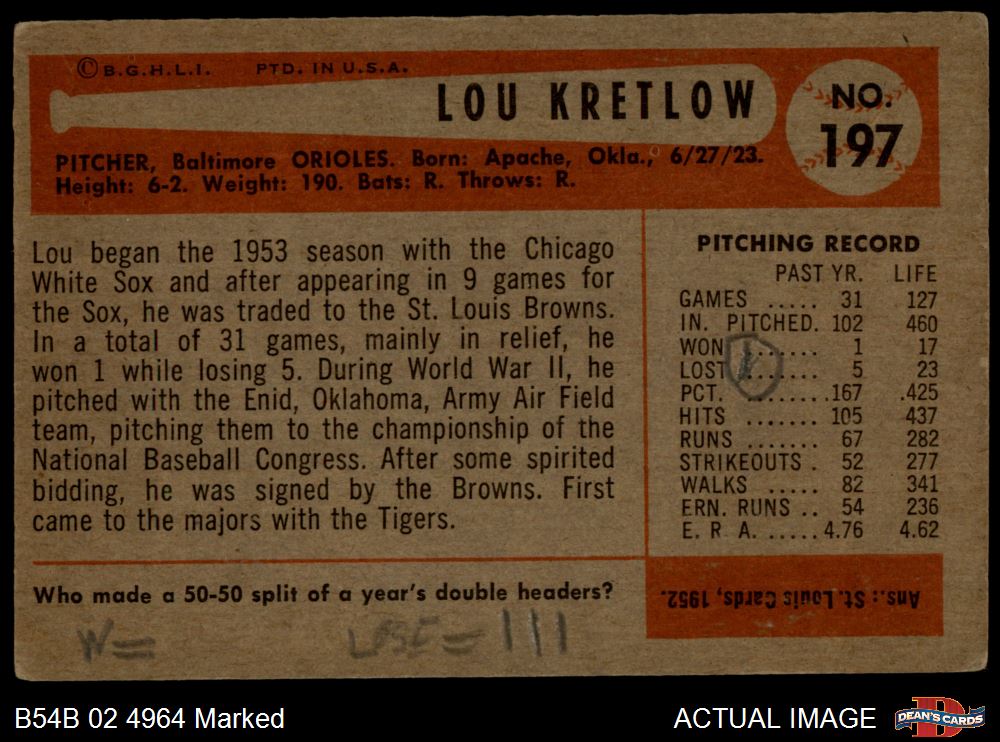 ©B.G.H.L.I. PTD. IN U.S.A.
LOU KRETLOW
NO. 197
PITCHER, Baltimore ORIOLES. Born: Apache, Okla., 6/27/23.
Height: 6-2. Weight: 190. Bats: R. Throws: R.
Lou began the 1953 season with the Chicago
White Sox and after appearing in 9 games for
the Sox, he was traded to the St. Louis Browns.
In a total of 31 games, mainly in relief, he
won 1 while losing 5. During World War II, he
pitched with the Enid, Oklahoma, Army Air Field
team, pitching them to the championship of the
National Baseball Congress. After some spirited
bidding, he was signed by the Browns. First
came to the majors with the Tigers.
PITCHING RECORD
PAST YR. LIFE
GAMES ..... 31 127
IN. PITCHED. 102 460
WON ....... 1 17
LOST ....... 5 23
PCT. ........ .167 .425
HITS ....... 105 437
RUNS ....... 67 282
STRIKEOUTS . 52 277
WALKS ..... 82 341
ERN. RUNS .. 54 236
E. R. A. ..... 4.76 4.62
Who made a 50-50 split of a year's double headers?
Ans.: St. Louis Cards, 1952.
W= LOSE = 111
B54B 02 4964 Marked
ACTUAL IMAGE
DEAN'S CARDS